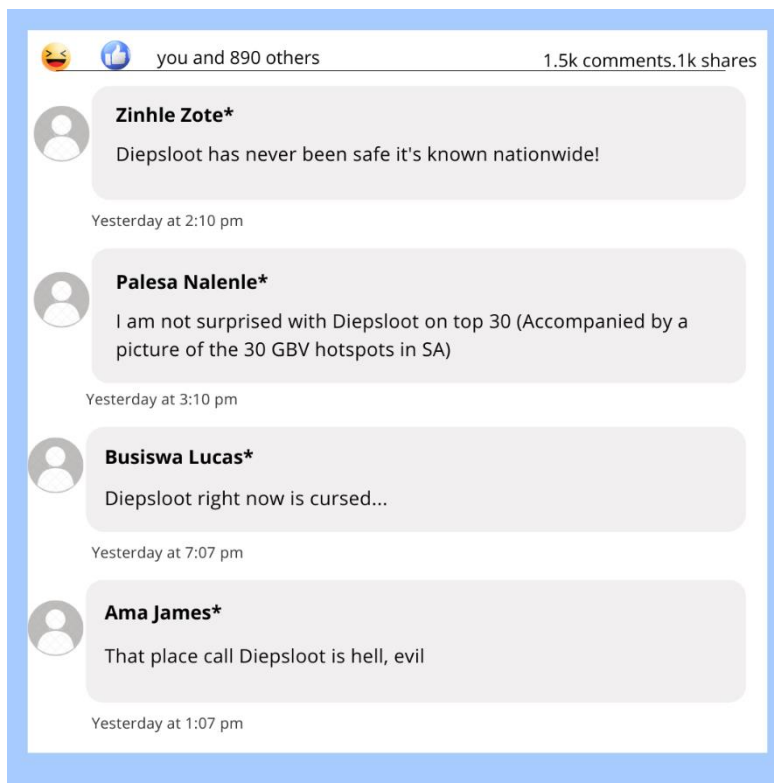 you and 890 others
1.5k comments.1k shares
Zinhle Zote*
Diepsloot has never been safe it's known nationwide!
Yesterday at 2:10 pm
Palesa Nalenle*
I am not surprised with Diepsloot on top 30 (Accompanied by a
picture of the 30 GBV hotspots in SA)
Yesterday at 3:10 pm
Busiswa Lucas*
Diepsloot right now is cursed...
Yesterday at 7:07 pm
Ama James*
That place call Diepsloot is hell, evil
Yesterday at 1:07 pm